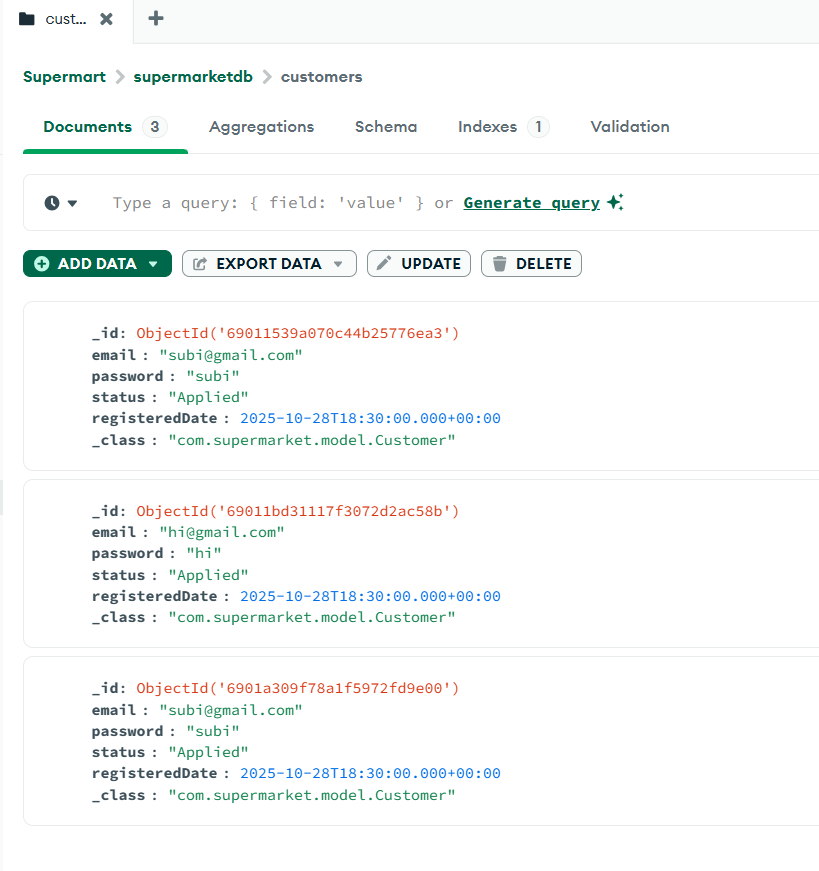 cust...
Supermart > supermarketdb > customers
Documents 3 Aggregations Schema Indexes 1 Validation
Type a query: { field: 'value' } or Generate query
ADD DATA EXPORT DATA UPDATE DELETE
_id: ObjectId('69011539a070c44b25776ea3')
email : "subi@gmail.com"
password : "subi"
status : "Applied"
registeredDate : 2025-10-28T18:30:00.000+00:00
_class : "com.supermarket.model.Customer"
_id: ObjectId('69011bd31117f3072d2ac58b')
email : "hi@gmail.com"
password : "hi"
status : "Applied"
registeredDate : 2025-10-28T18:30:00.000+00:00
_class : "com.supermarket.model.Customer"
_id: ObjectId('6901a309f78a1f5972fd9e00')
email : "subi@gmail.com"
password : "subi"
status : "Applied"
registeredDate : 2025-10-28T18:30:00.000+00:00
_class : "com.supermarket.model.Customer"